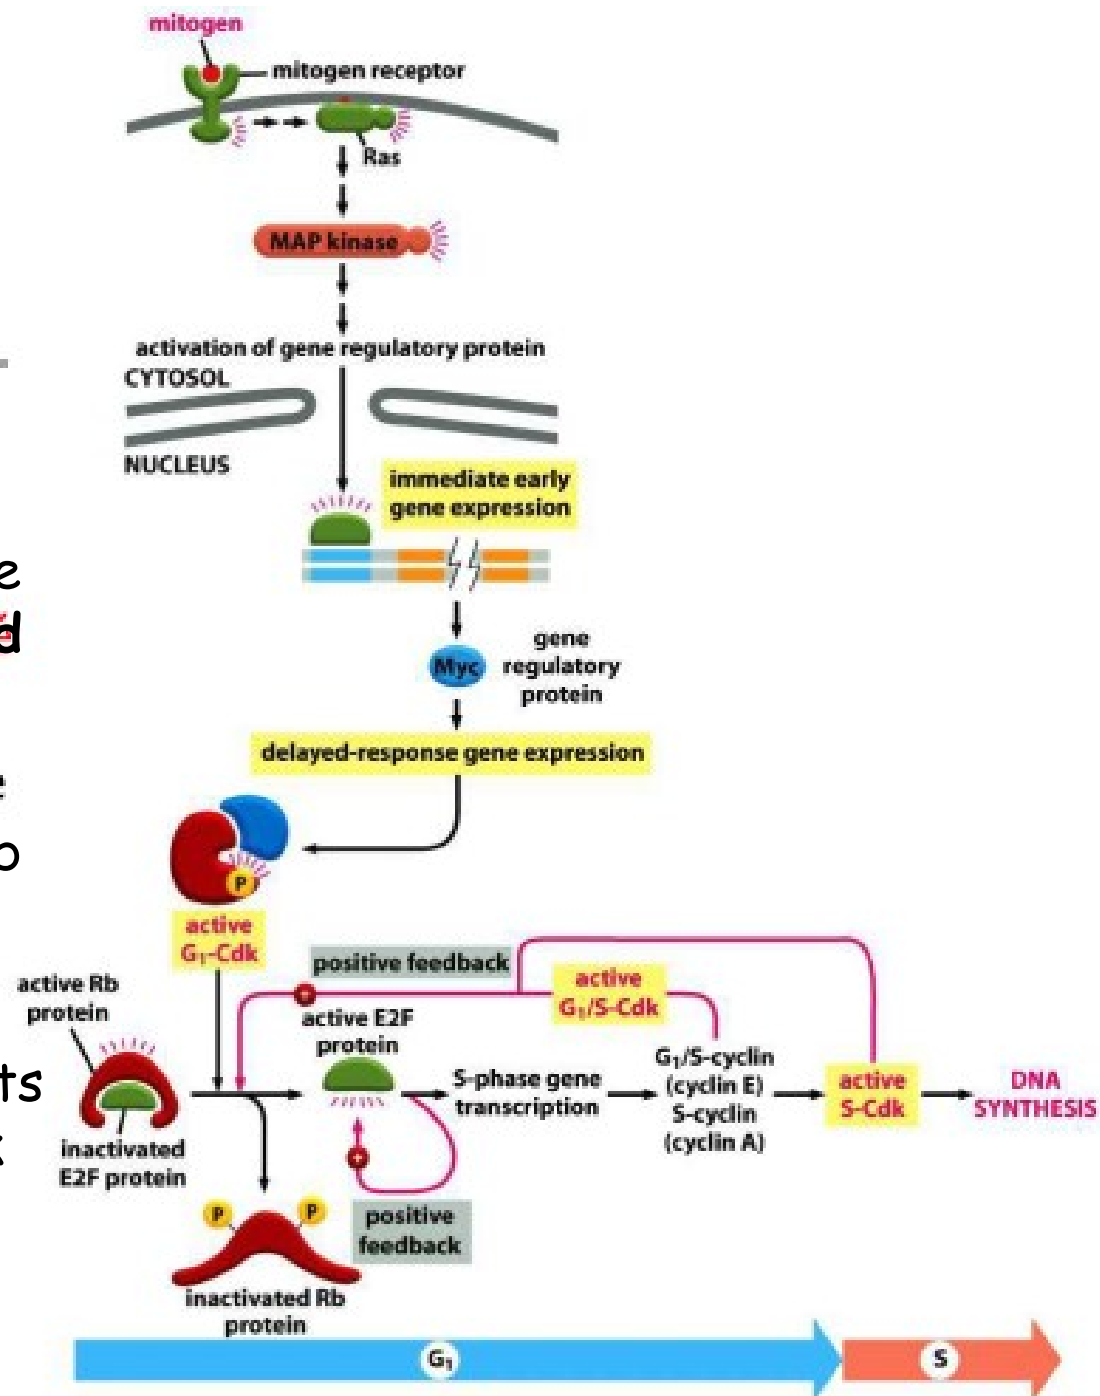 mitogen
mitogen receptor
Ras
MAP kinase
activation of gene regulatory protein
CYTOSOL
NUCLEUS
immediate early
gene expression
e
d
Myc
gene
regulatory
protein
delayed-response gene expression
e
o
P
active
G₁-Cdk
positive feedback
active
G₁/S-Cdk
active Rb
protein
+
active E2F
protein
inactivated
E2F protein
ts
S-phase gene
transcription
G₁/S-cyclin
(cyclin E)
S-cyclin
(cyclin A)
active
S-Cdk
DNA
SYNTHESIS
+
P
P
positive
feedback
inactivated Rb
protein
G₁
S